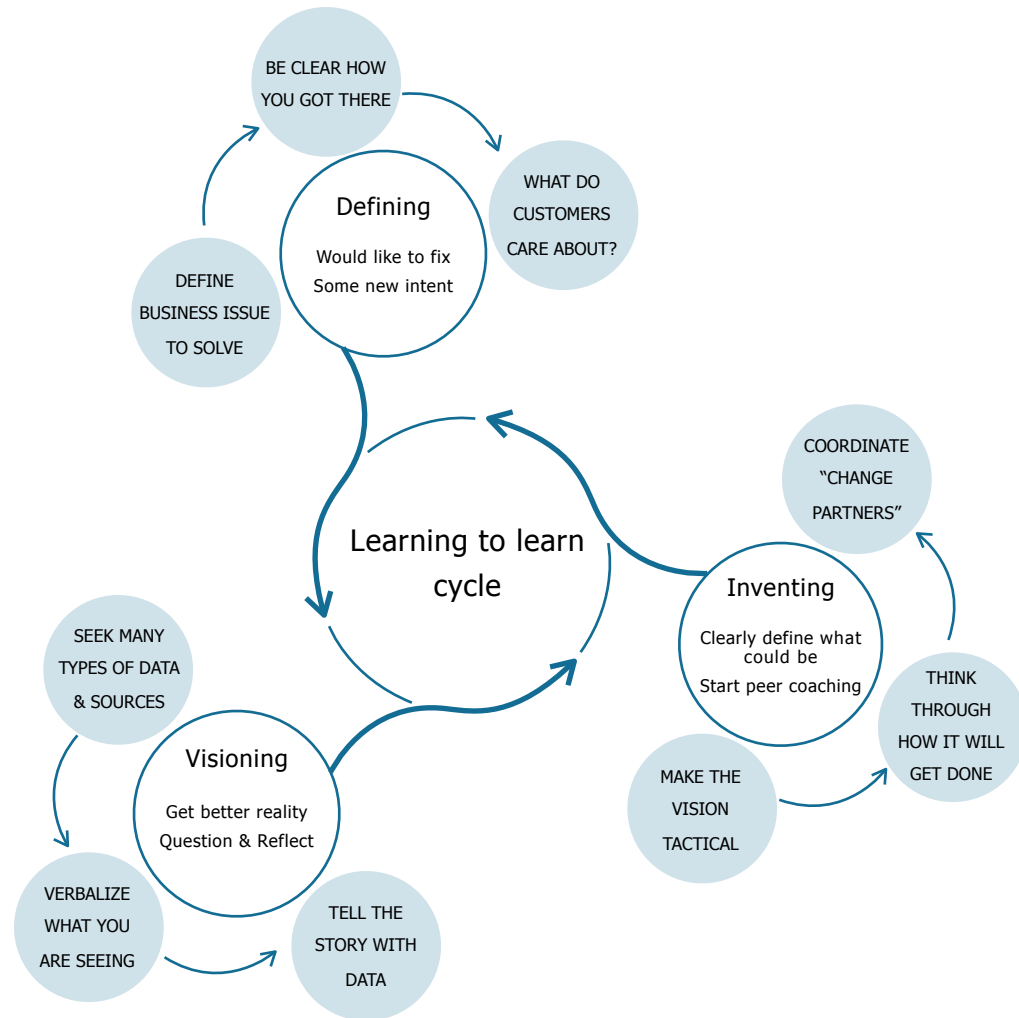 BE CLEAR HOW
YOU GOT THERE
WHAT DO
CUSTOMERS
CARE ABOUT?
Defining
Would like to fix
Some new intent
DEFINE
BUSINESS ISSUE
TO SOLVE
COORDINATE
“CHANGE
PARTNERS”
Learning to learn
cycle
Inventing
Clearly define what
could be
Start peer coaching
THINK
THROUGH
HOW IT WILL
GET DONE
MAKE THE
VISION
TACTICAL
SEEK MANY
TYPES OF DATA
& SOURCES
Visioning
Get better reality
Question & Reflect
VERBALIZE
WHAT YOU
ARE SEEING
TELL THE
STORY WITH
DATA